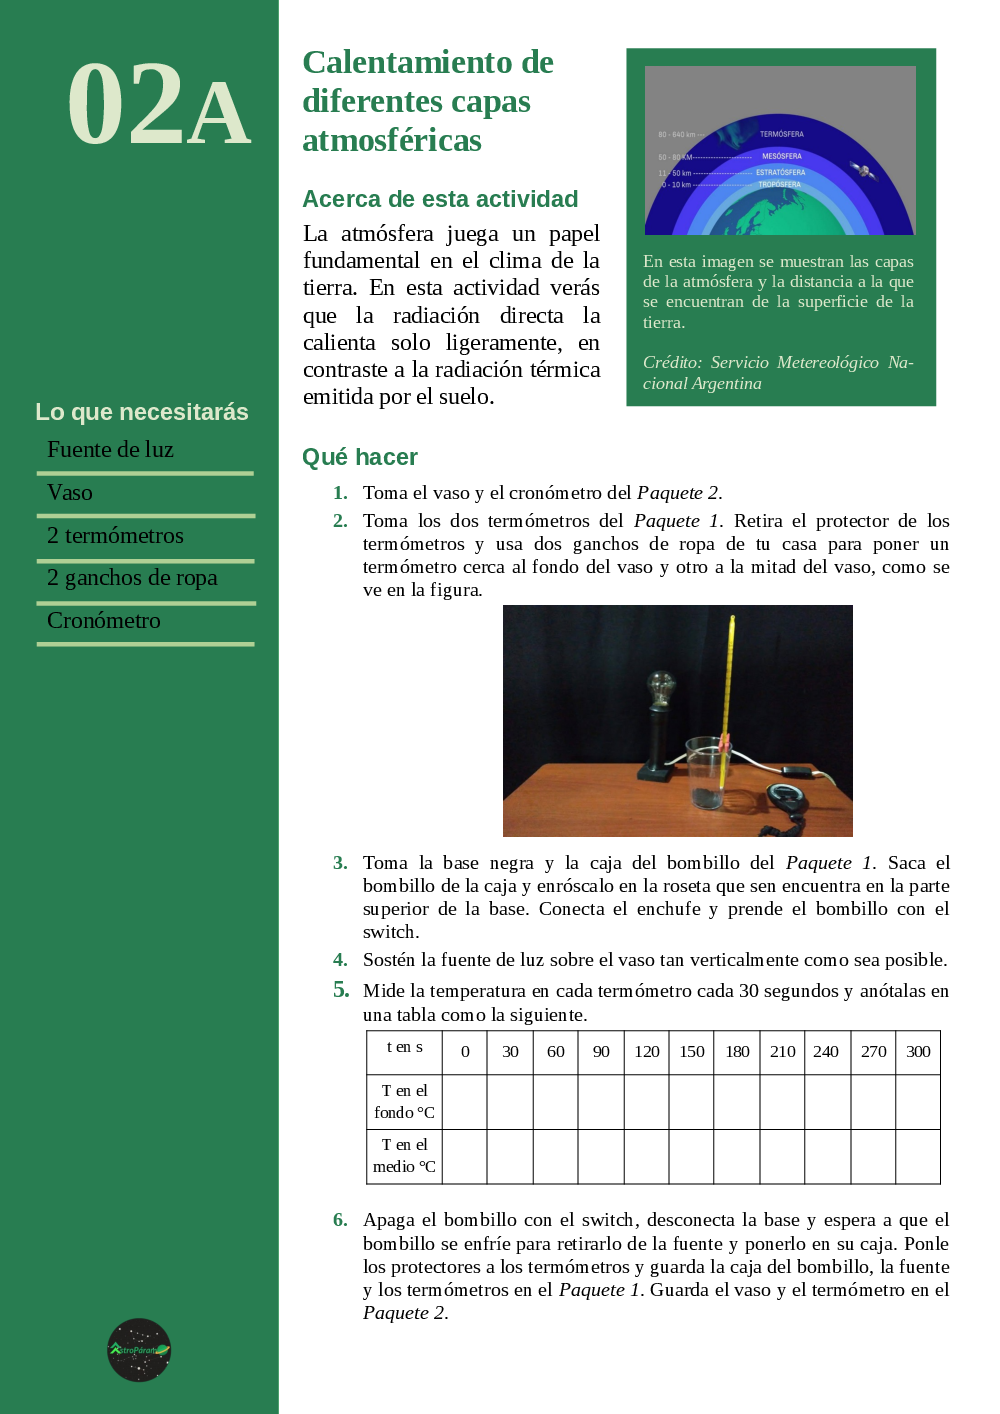 02A
Calentamiento de
diferentes capas
atmosféricas
Acerca de esta actividad
La atmósfera juega un papel
fundamental en el clima de la
tierra. En esta actividad verás
que la radiación directa la
calienta solo ligeramente, en
contraste a la radiación térmica
emitida por el suelo.
80 - 640 km --- TERMÓSFERA
50 - 80 KM----------------------- MESÓSFERA
11 - 50 km ----------------------- ESTRATÓSFERA
0 - 10 km ----------------------- TROPÓSFERA
En esta imagen se muestran las capas
de la atmósfera y la distancia a la que
se encuentran de la superficie de la
tierra.
Crédito: Servicio Metereológico Na-
cional Argentina
Lo que necesitarás
Fuente de luz
Vaso
2 termómetros
2 ganchos de ropa
Cronómetro
Qué hacer
1. Toma el vaso y el cronómetro del Paquete 2.
2. Toma los dos termómetros del Paquete 1. Retira el protector de los
termómetros y usa dos ganchos de ropa de tu casa para poner un
termómetro cerca al fondo del vaso y otro a la mitad del vaso, como se
ve en la figura.
3. Toma la base negra y la caja del bombillo del Paquete 1. Saca el
bombillo de la caja y enróscalo en la roseta que sen encuentra en la parte
superior de la base. Conecta el enchufe y prende el bombillo con el
switch.
4. Sostén la fuente de luz sobre el vaso tan verticalmente como sea posible.
5. Mide la temperatura en cada termómetro cada 30 segundos y anótalas en
una tabla como la siguiente.
t en s 0 30 60 90 120 150 180 210 240 270 300
T en el
fondo °C
T en el
medio °C
6. Apaga el bombillo con el switch, desconecta la base y espera a que el
bombillo se enfríe para retirarlo de la fuente y ponerlo en su caja. Ponle
los protectores a los termómetros y guarda la caja del bombillo, la fuente
y los termómetros en el Paquete 1. Guarda el vaso y el termómetro en el
Paquete 2.